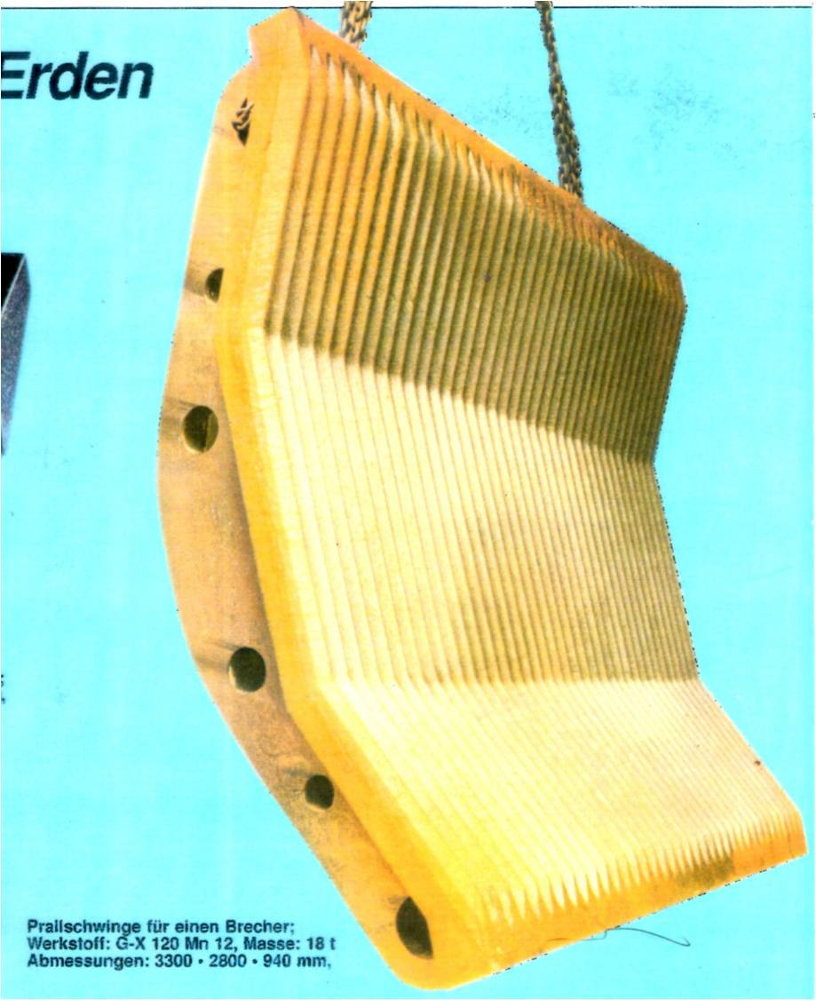 Erden
Prallschwinge für einen Brecher;
Werkstoff: G-X 120 Mn 12, Masse: 18 t
Abmessungen: 3300 · 2800 · 940 mm,